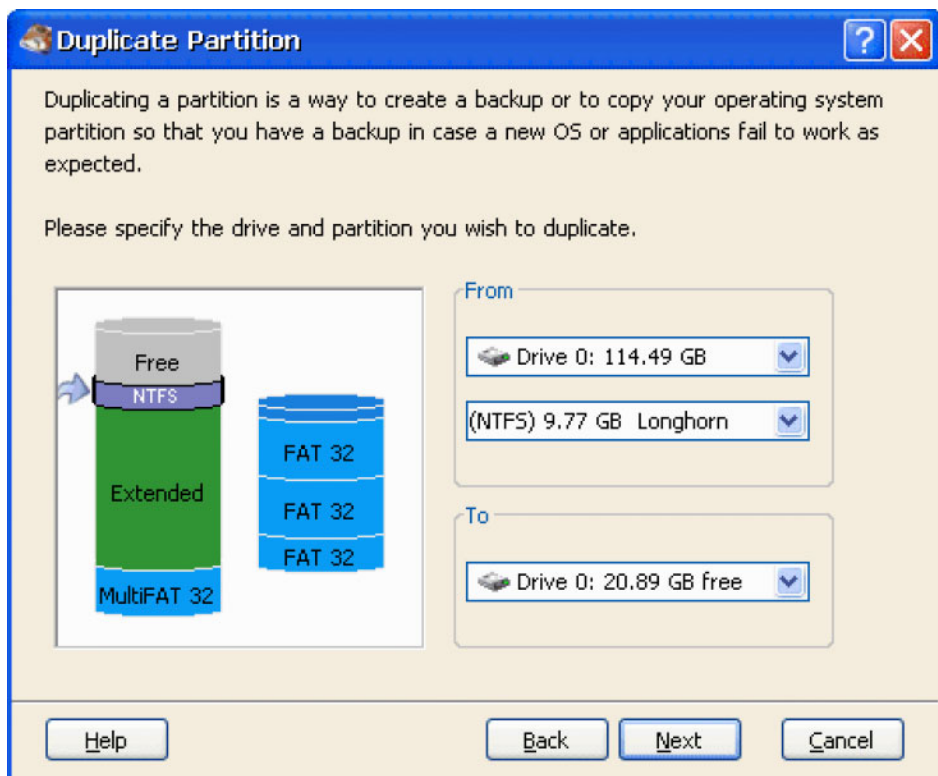 Duplicate Partition
Duplicating a partition is a way to create a backup or to copy your operating system
partition so that you have a backup in case a new OS or applications fail to work as
expected.
Please specify the drive and partition you wish to duplicate.
Free
NTFS
Extended
MultiFAT 32
FAT 32
FAT 32
FAT 32
From
Drive 0: 114.49 GB
(NTFS) 9.77 GB Longhorn
To
Drive 0: 20.89 GB free
Help
Back
Next
Cancel